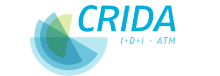 CRIDA
I+D+i - ATM